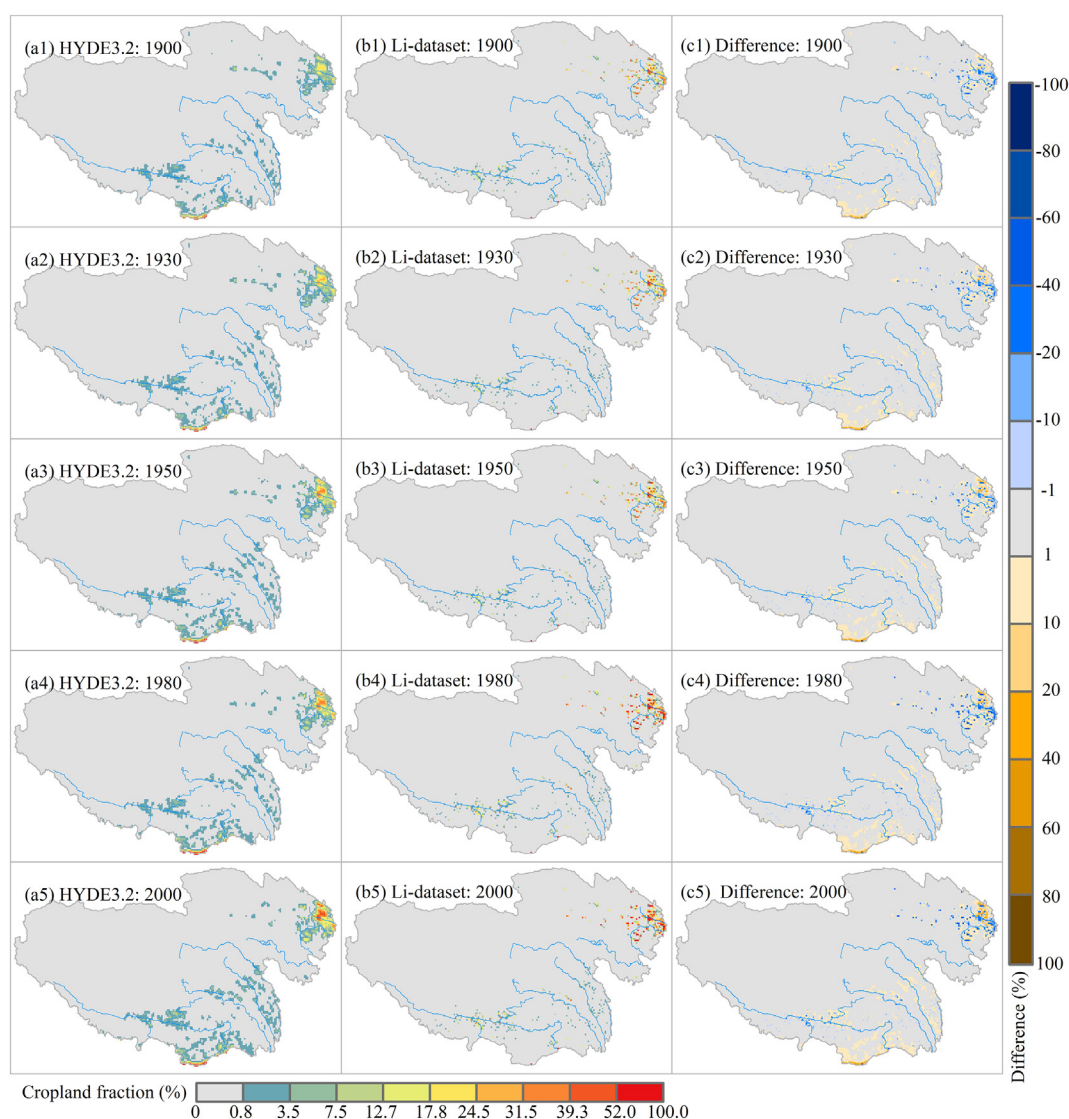 (a1) HYDE3.2: 1900
(b1) Li-dataset: 1900
(c1) Difference: 1900
(a2) HYDE3.2: 1930
(b2) Li-dataset: 1930
(c2) Difference: 1930
(a3) HYDE3.2: 1950
(b3) Li-dataset: 1950
(c3) Difference: 1950
(a4) HYDE3.2: 1980
(b4) Li-dataset: 1980
(c4) Difference: 1980
(a5) HYDE3.2: 2000
(b5) Li-dataset: 2000
(c5) Difference: 2000
-100
-80
-60
-40
-20
-10
-1
1
10
20
40
60
80
100
Difference (%)
Cropland fraction (%)
0 0.8 3.5 7.5 12.7 17.8 24.5 31.5 39.3 52.0 100.0